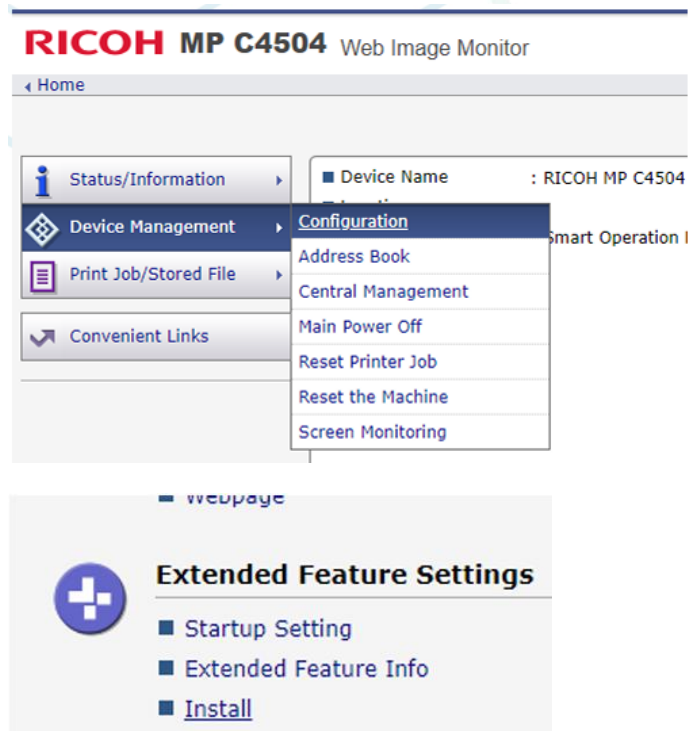 RICOH MP C4504 Web Image Monitor
Home
Status/Information
Device Name : RICOH MP C4504
Device Management
Configuration
Smart Operation
Address Book
Print Job/Stored File
Central Management
Main Power Off
Convenient Links
Reset Printer Job
Reset the Machine
Screen Monitoring
Webpage
Extended Feature Settings
Startup Setting
Extended Feature Info
Install